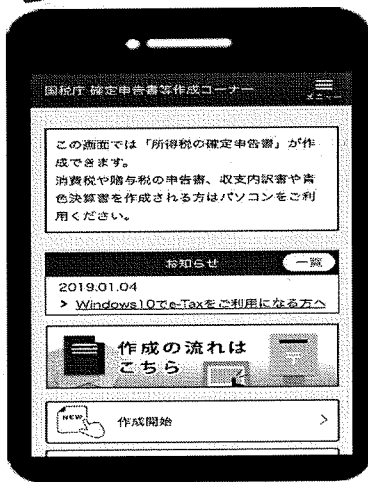 国税庁 確定申告書等作成コーナー
メニュー
この画面では「所得税の確定申告書」が作
成できます。
消費税や贈与税の申告書、収支内訳書や青
色決算書を作成される方はパソコンをご利
用ください。
お知らせ
一覧
2019.01.04
> Windows10でe-Taxをご利用になる方へ
作成の流れは
こちら
NEW
作成開始
>